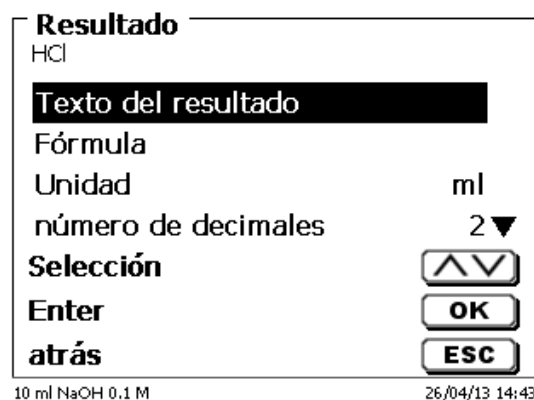 Resultado
HCl
Texto del resultado
Fórmula
Unidad ml
número de decimales 2
Selección
Enter OK
atrás ESC
10 ml NaOH 0.1 M 26/04/13 14:43